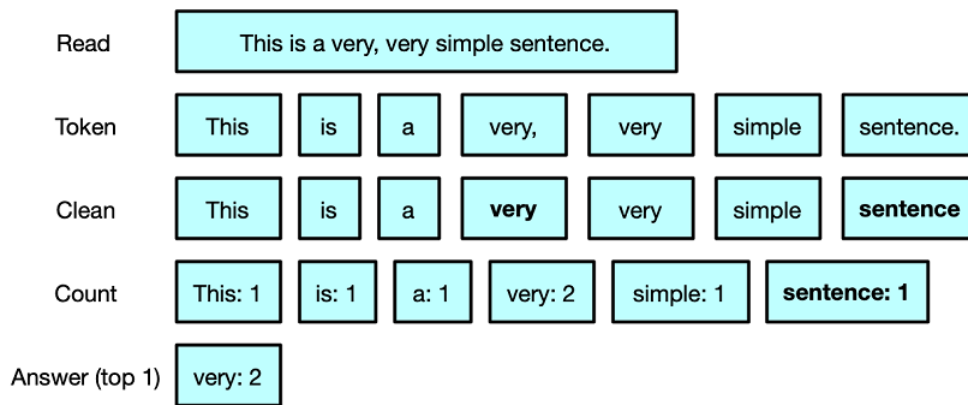 Read This is a very, very simple sentence.
Token This is a very, very simple sentence.
Clean This is a very very simple sentence
Count This: 1 is: 1 a: 1 very: 2 simple: 1 sentence: 1
Answer (top 1) very: 2